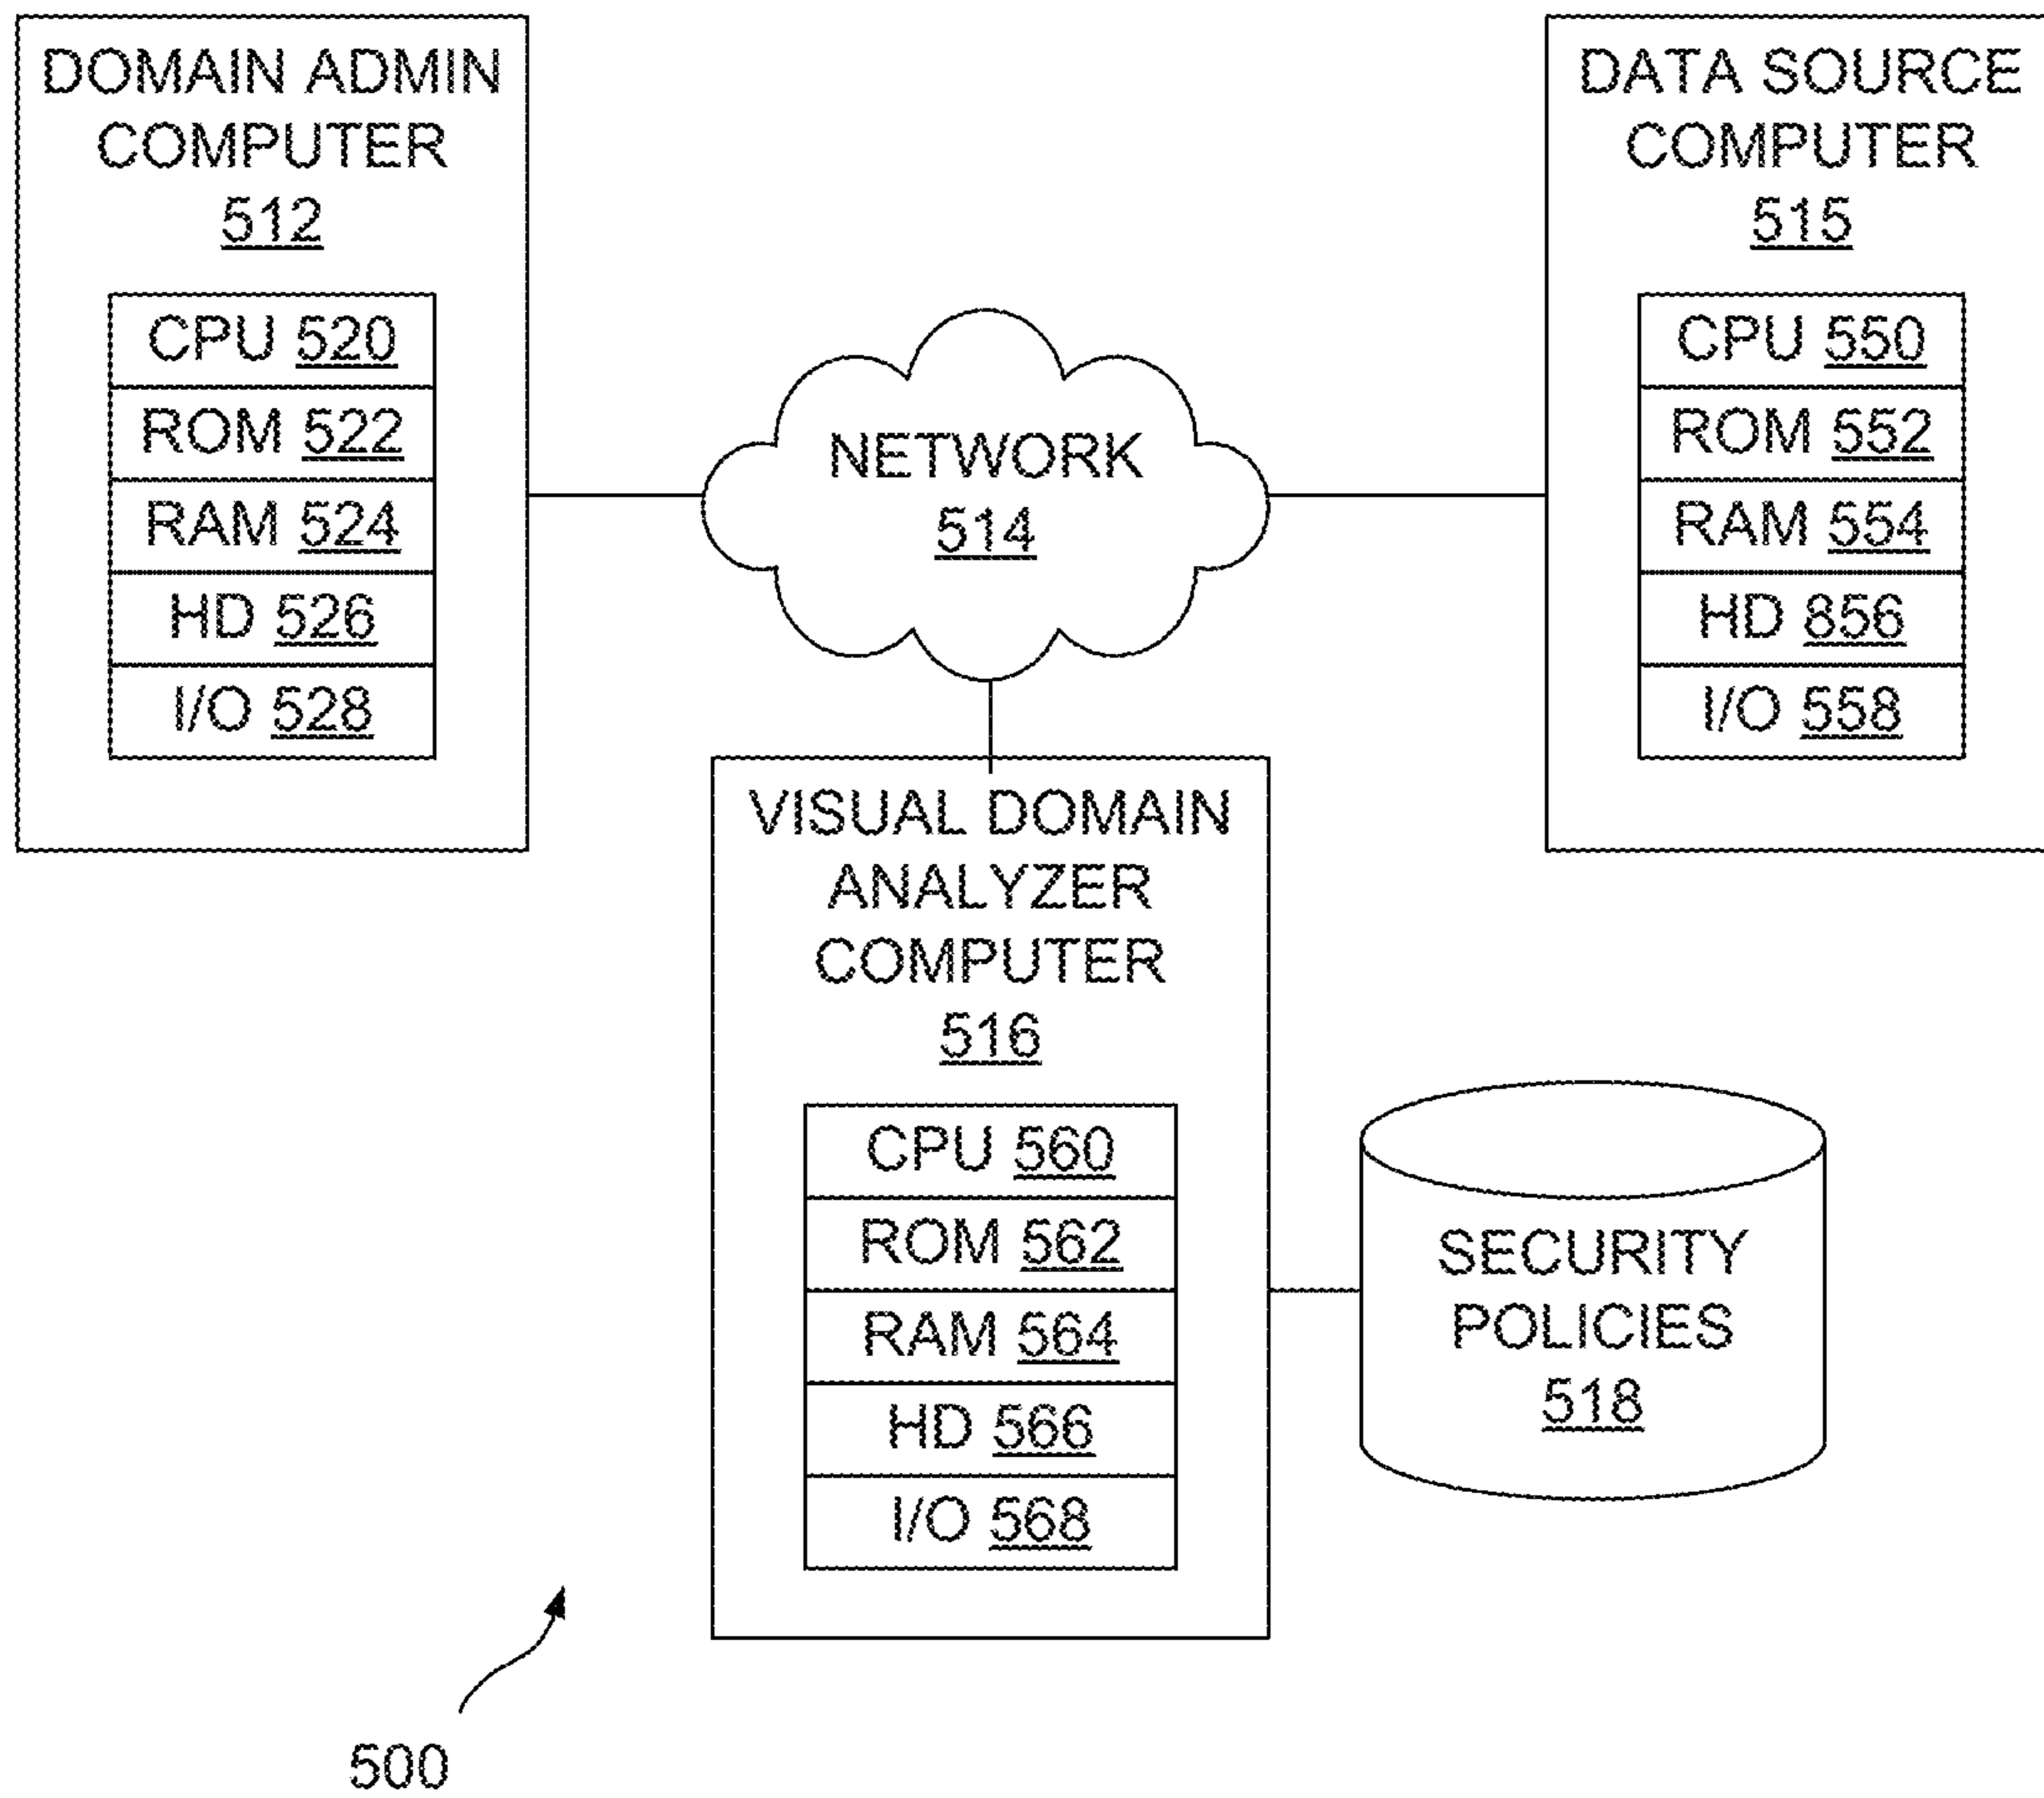 DOMAIN ADMIN
COMPUTER
512
CPU 520
ROM 522
RAM 524
HD 526
I/O 528
NETWORK
514
DATA SOURCE
COMPUTER
515
CPU 550
ROM 552
RAM 554
HD 856
I/O 558
VISUAL DOMAIN
ANALYZER
COMPUTER
516
CPU 560
ROM 562
RAM 564
HD 566
I/O 568
SECURITY
POLICIES
518
500